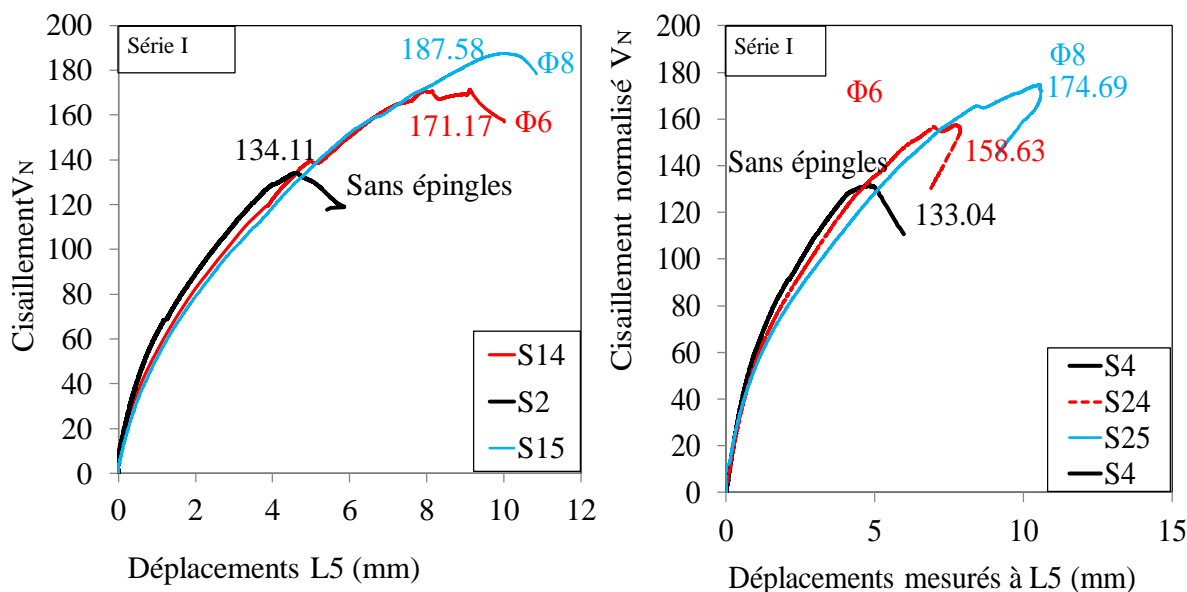 Cisaillement V_N
200
180
160
140
120
100
80
60
40
20
0
Série I
187.58
Φ8
171.17
Φ6
134.11
Sans épingles
S14
S2
S15
0 2 4 6 8 10 12
Déplacements L5 (mm)
Cisaillement normalisé V_N
200
180
160
140
120
100
80
60
40
20
0
Série I
Φ8
174.69
Φ6
158.63
Sans épingles
133.04
S4
S24
S25
S4
0 5 10 15
Déplacements mesurés à L5 (mm)